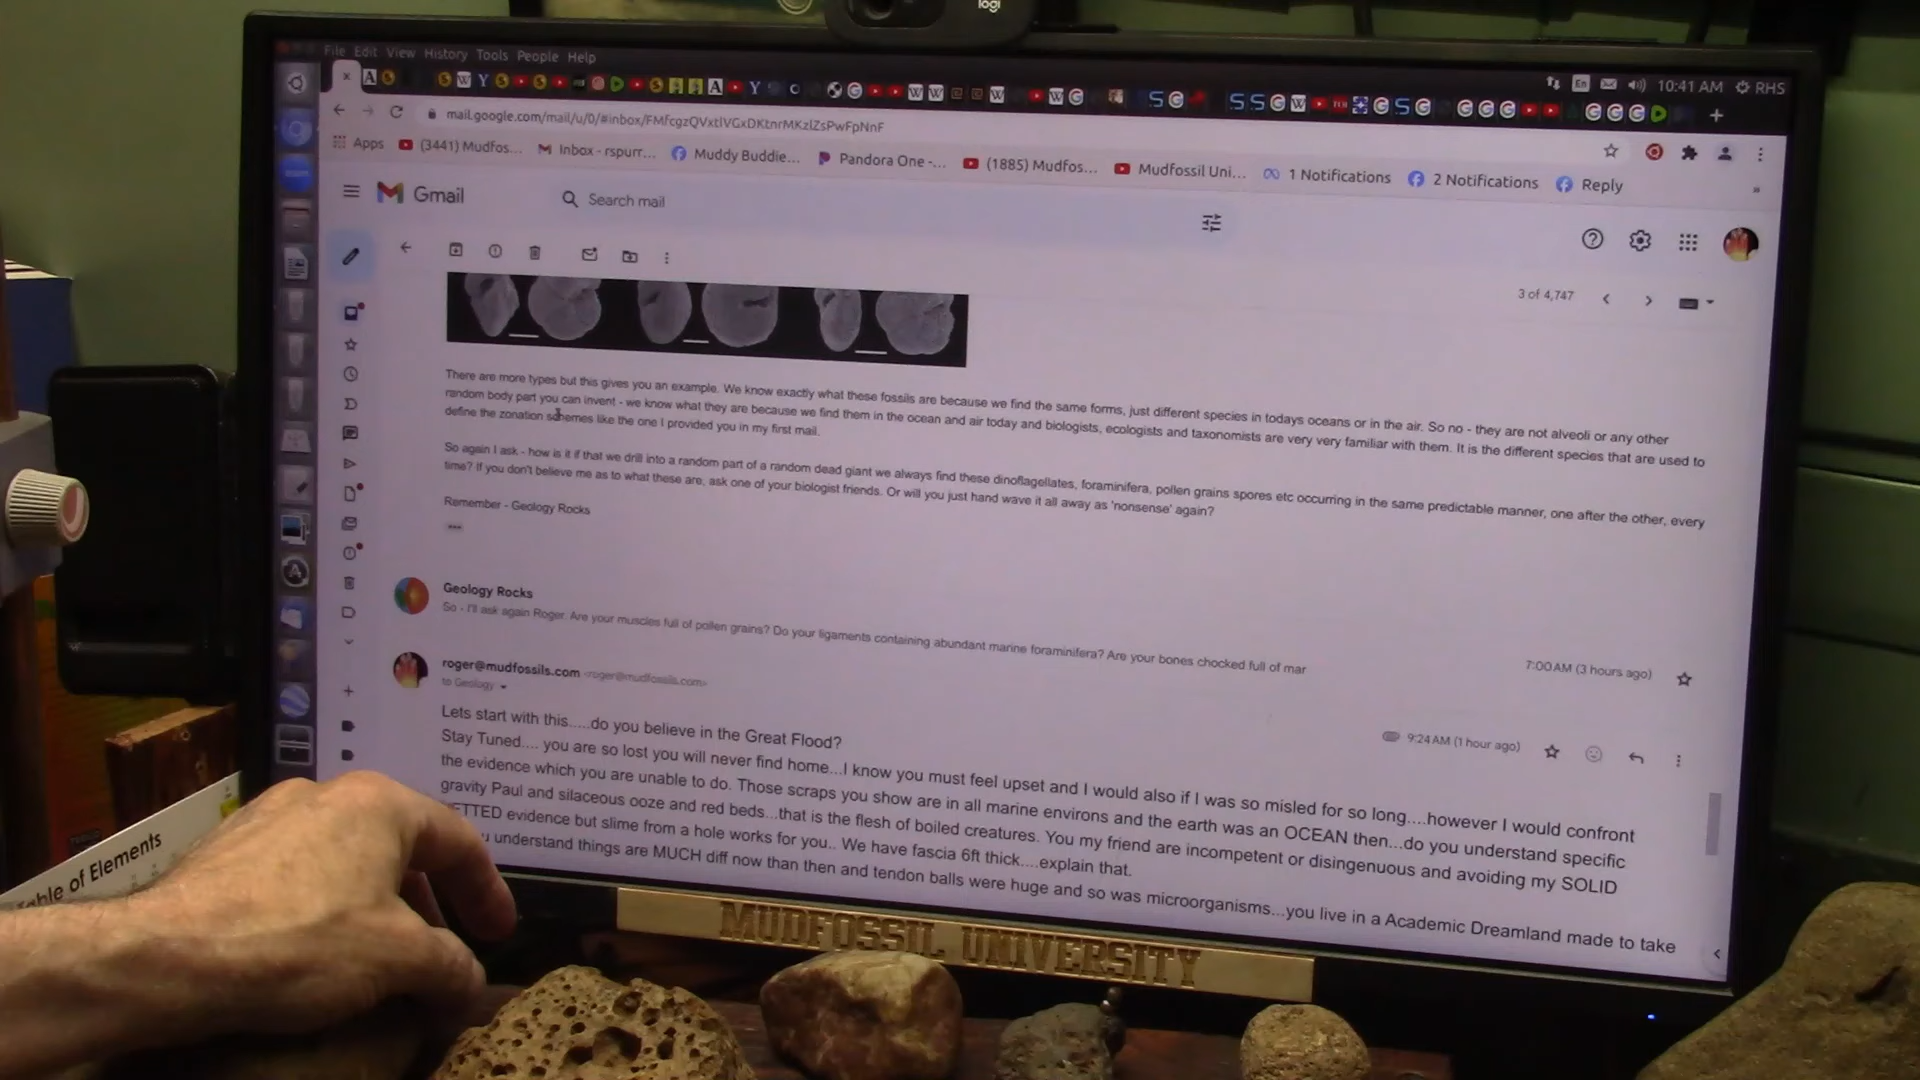 logi
File Edit View History Tools People Help
10:41 AM RHS
mail.google.com/mail/u/0/#inbox/FMfcgzQVxtlVGxDKtnrMKzlZsPwFpNnF
Apps (3441) Mudfos... Inbox - rspurr... Muddy Buddie... Pandora One -... (1885) Mudfos... Mudfossil Uni... 1 Notifications 2 Notifications Reply »
Gmail
Search mail
3 of 4,747
There are more types but this gives you an example. We know exactly what these fossils are because we find the same forms, just different species in todays oceans or in the air. So no - they are not alveoli or any other
random body part you can invent - we know what they are because we find them in the ocean and air today and biologists, ecologists and taxonomists are very very familiar with them. It is the different species that are used to
define the zonation schemes like the one I provided you in my first mail.
So again I ask - how is it if that we drill into a random part of a random dead giant we always find these dinoflagellates, foraminifera, pollen grains spores etc occurring in the same predictable manner, one after the other, every
time? If you don't believe me as to what these are, ask one of your biologist friends. Or will you just hand wave it all away as 'nonsense' again?
Remember - Geology Rocks
Geology Rocks
So - I'll ask again Roger. Are your muscles full of pollen grains? Do your ligaments containing abundant marine foraminifera? Are your bones chocked full of mar
7:00 AM (3 hours ago)
roger@mudfossils.com <roger@mudfossils.com>
to Geology
9:24 AM (1 hour ago)
Lets start with this.....do you believe in the Great Flood?
Stay Tuned.... you are so lost you will never find home...I know you must feel upset and I would also if I was so misled for so long....however I would confront
the evidence which you are unable to do. Those scraps you show are in all marine environs and the earth was an OCEAN then...do you understand specific
gravity Paul and silaceous ooze and red beds...that is the flesh of boiled creatures. You my friend are incompetent or disingenuous and avoiding my SOLID
ETTED evidence but slime from a hole works for you.. We have fascia 6ft thick....explain that.
u understand things are MUCH diff now than then and tendon balls were huge and so was microorganisms...you live in a Academic Dreamland made to take
able of Elements
MUDFOSSIL UNIVERSITY